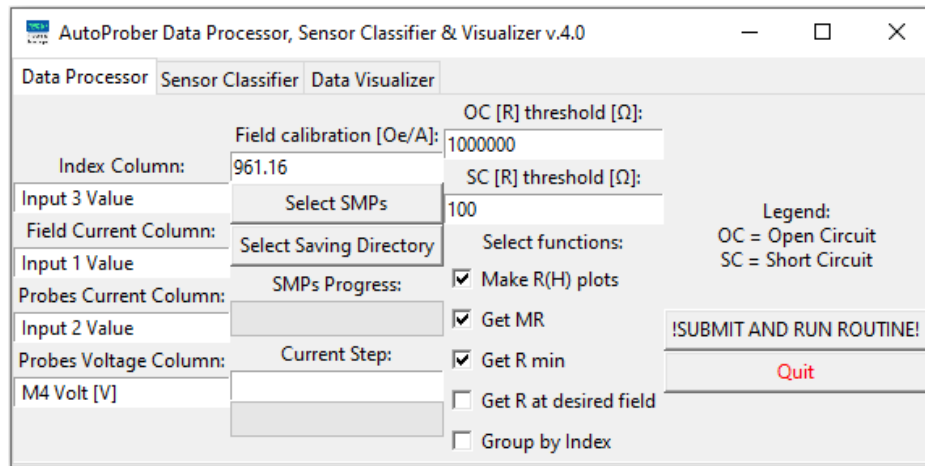 AutoProber Data Processor, Sensor Classifier & Visualizer v.4.0
Data Processor
Sensor Classifier
Data Visualizer
Index Column:
Input 3 Value
Field Current Column:
Input 1 Value
Probes Current Column:
Input 2 Value
Probes Voltage Column:
M4 Volt [V]
Field calibration [Oe/A]:
961.16
Select SMPs
Select Saving Directory
SMPs Progress:
Current Step:
OC [R] threshold [Ω]:
1000000
SC [R] threshold [Ω]:
100
Select functions:
Make R(H) plots
Get MR
Get R min
Get R at desired field
Group by Index
Legend:
OC = Open Circuit
SC = Short Circuit
!SUBMIT AND RUN ROUTINE!
Quit